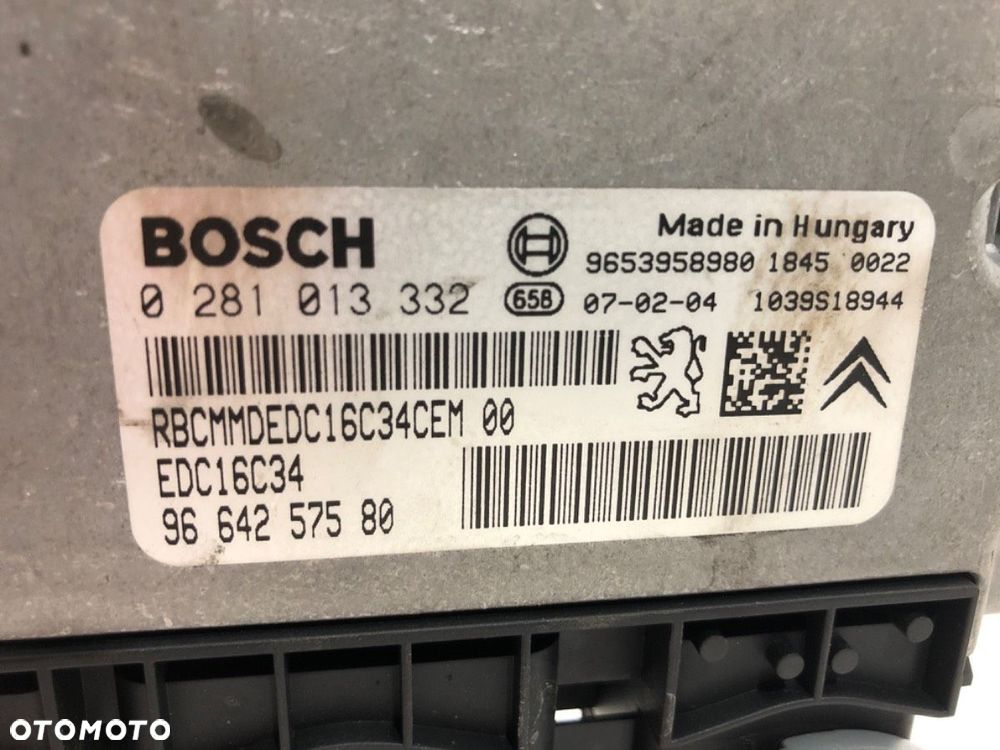 BOSCH
Made in Hungary
9653958980 1845 0022
0 281 013 332 658 07-02-04 1039S18944
RBCMMDEDC16C34CEM 00
EDC16C34
96 642 575 80
OTOMOTO